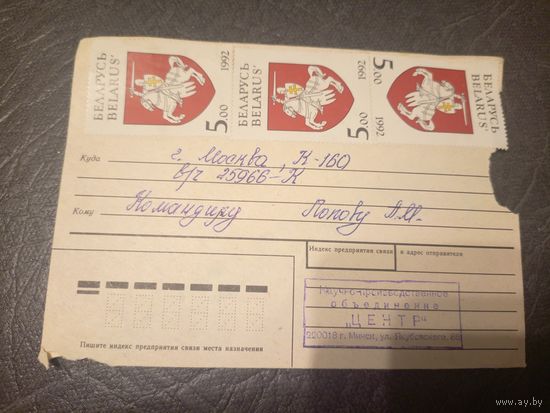 БЕЛАРУСЬ
BELARUS'
1992
5.00
БЕЛАРУСЬ
BELARUS'
1992
5.00
БЕЛАРУСЬ
BELARUS'
1992
5.00
Куда г. Москва, К-160
в/ч 25966-К
Кому Командиру Попову А.М.
Индекс предприятия связи и адрес отправителя
Научно-производственное
объединение
"ЦЕНТР"
220018 г. Минск, ул. Якубовского,
Пишите индекс предприятия связи места назначения
www.ay.by